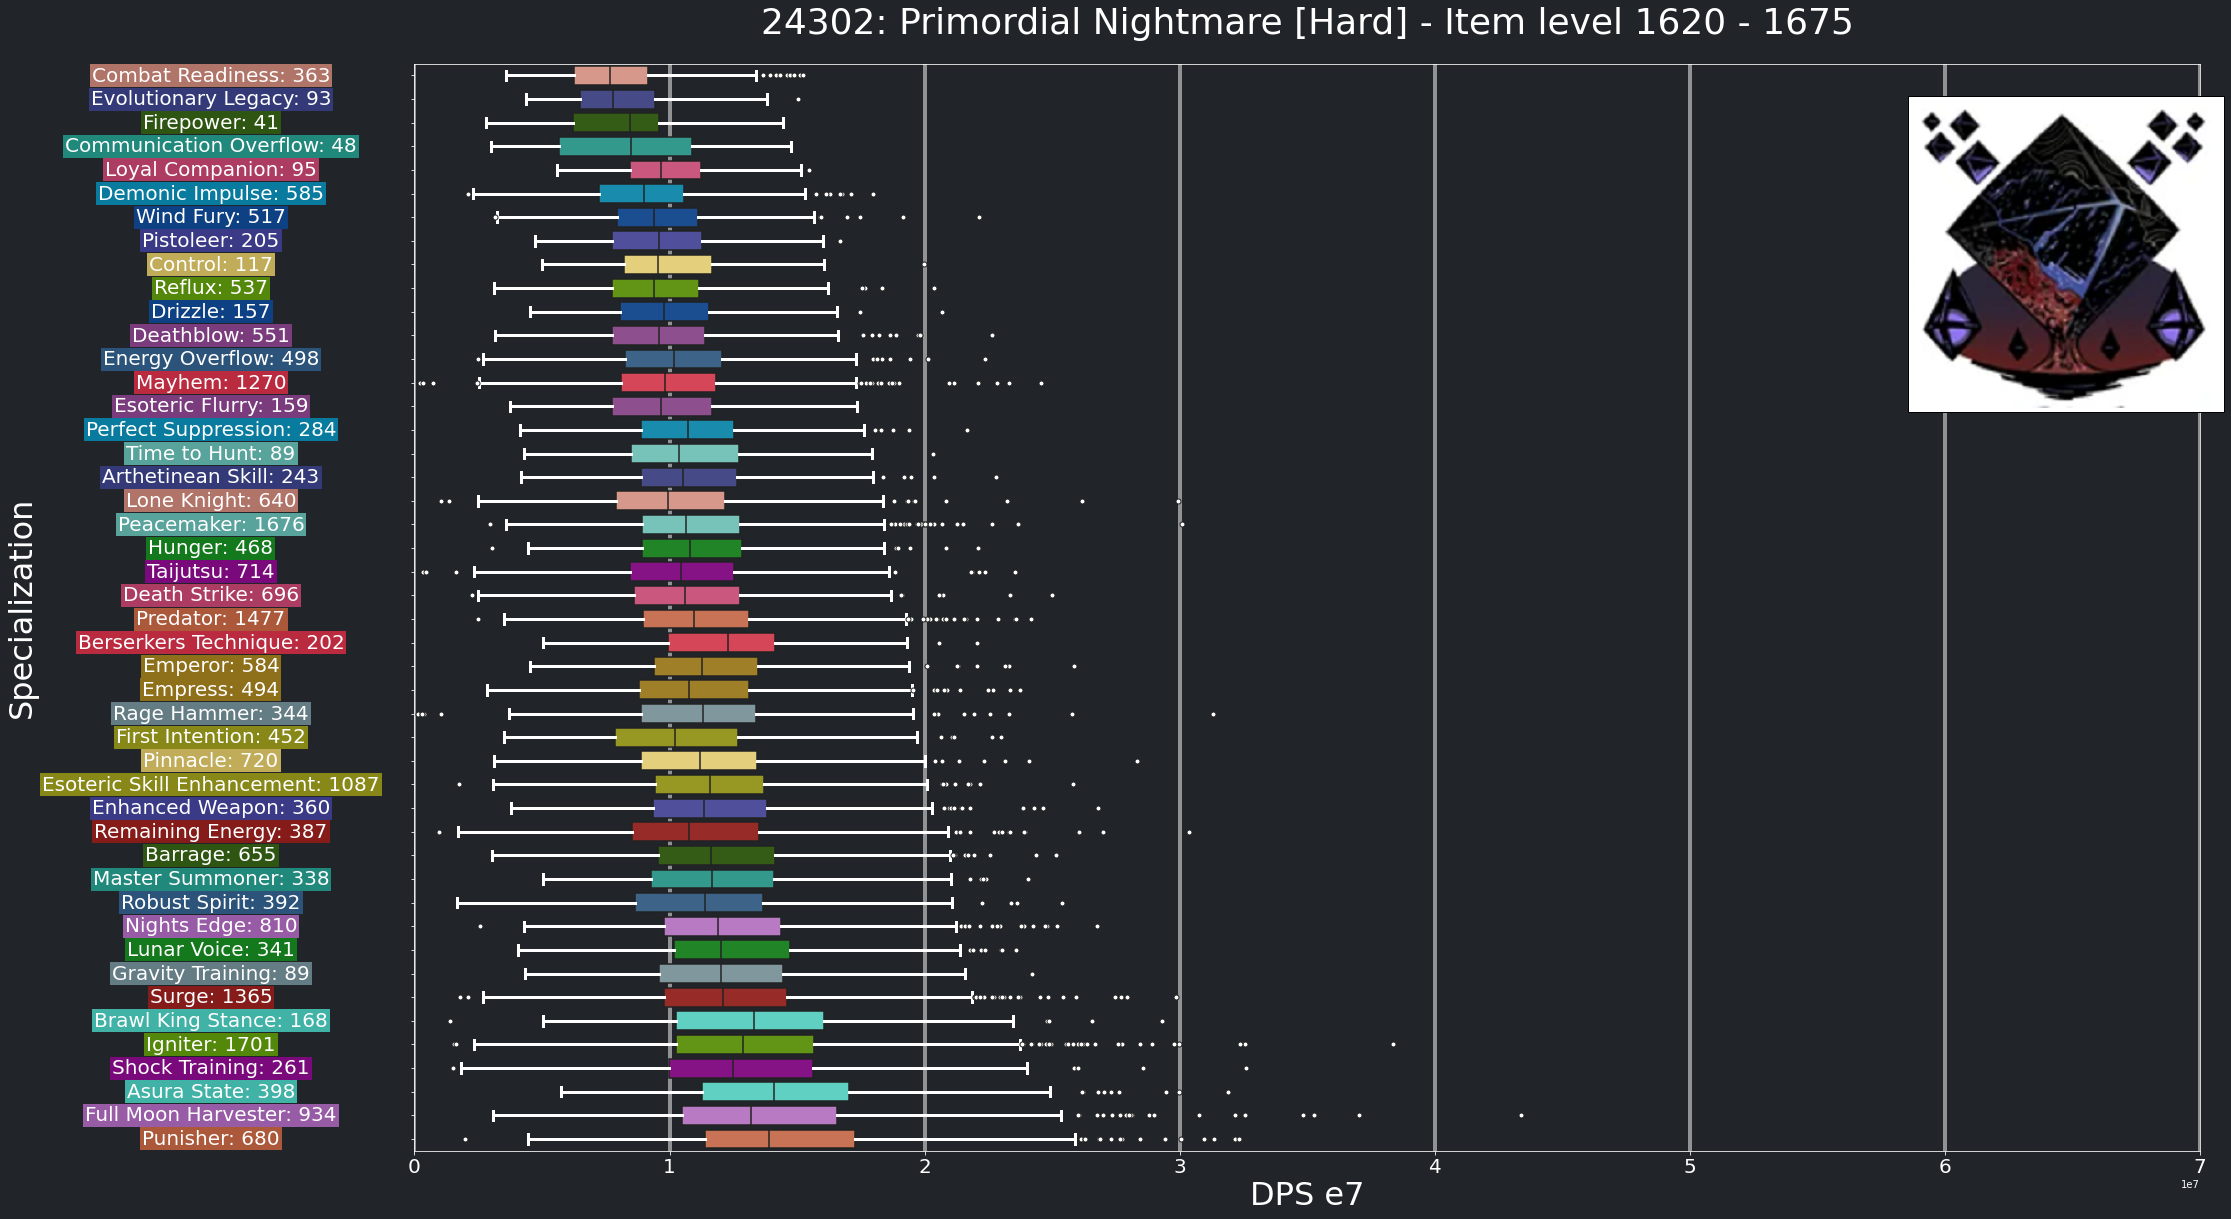 24302: Primordial Nightmare [Hard] - Item level 1620 - 1675
Specialization
Combat Readiness: 363
Evolutionary Legacy: 93
Firepower: 41
Communication Overflow: 48
Loyal Companion: 95
Demonic Impulse: 585
Wind Fury: 517
Pistoleer: 205
Control: 117
Reflux: 537
Drizzle: 157
Deathblow: 551
Energy Overflow: 498
Mayhem: 1270
Esoteric Flurry: 159
Perfect Suppression: 284
Time to Hunt: 89
Arthetinean Skill: 243
Lone Knight: 640
Peacemaker: 1676
Hunger: 468
Taijutsu: 714
Death Strike: 696
Predator: 1477
Berserkers Technique: 202
Emperor: 584
Empress: 494
Rage Hammer: 344
First Intention: 452
Pinnacle: 720
Esoteric Skill Enhancement: 1087
Enhanced Weapon: 360
Remaining Energy: 387
Barrage: 655
Master Summoner: 338
Robust Spirit: 392
Nights Edge: 810
Lunar Voice: 341
Gravity Training: 89
Surge: 1365
Brawl King Stance: 168
Igniter: 1701
Shock Training: 261
Asura State: 398
Full Moon Harvester: 934
Punisher: 680
0 1 2 3 4 5 6 7
1e7
DPS e7